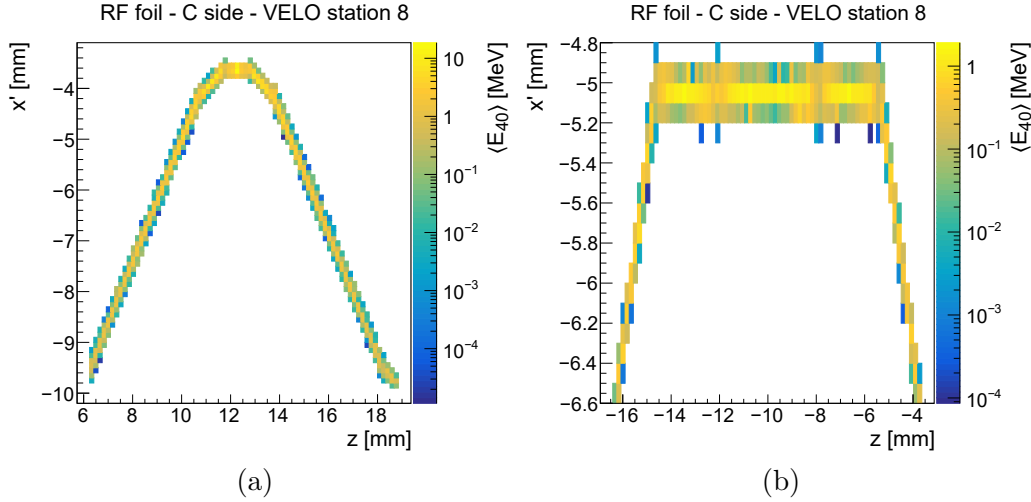 RF foil - C side - VELO station 8
x' [mm]
−4
−5
−6
−7
−8
−9
−10
6 8 10 12 14 16 18
z [mm]
10
1
10⁻¹
10⁻²
10⁻³
10⁻⁴
⟨E₄₀⟩ [MeV]
(a)
RF foil - C side - VELO station 8
x' [mm]
−4.8
−5
−5.2
−5.4
−5.6
−5.8
−6
−6.2
−6.4
−6.6
−16 −14 −12 −10 −8 −6 −4
z [mm]
1
10⁻¹
10⁻²
10⁻³
10⁻⁴
⟨E₄₀⟩ [MeV]
(b)